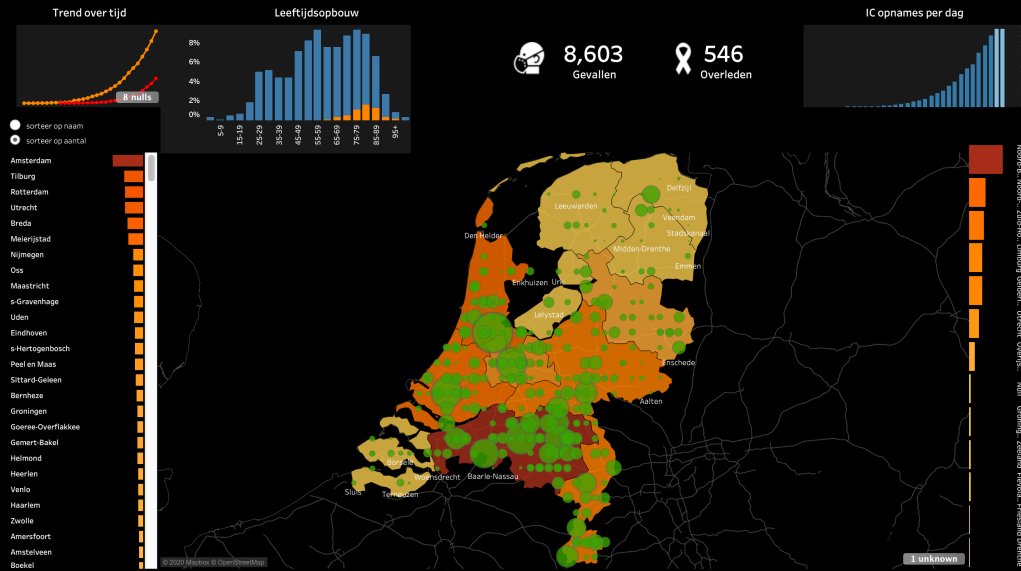 Trend over tijd
Leeftijdsopbouw
IC opnames per dag
8%
6%
4%
2%
0%
5-9
15-19
25-29
35-39
45-49
55-59
65-69
75-79
85-89
95+
8 nulls
8,603
Gevallen
546
Overleden
sorteer op naam
sorteer op aantal
Amsterdam
Tilburg
Rotterdam
Utrecht
Breda
Meierijstad
Nijmegen
Oss
Maastricht
s-Gravenhage
Uden
Eindhoven
s-Hertogenbosch
Peel en Maas
Sittard-Geleen
Bernheze
Groningen
Goeree-Overflakkee
Gemert-Bakel
Helmond
Heerlen
Venlo
Haarlem
Zwolle
Amersfoort
Amstelveen
Boekel
Delfzijl
Leeuwarden
Veendam
Stadskanaal
Den Helder
Midden-Drenthe
Emmen
Enkhuizen
Urk
Lelystad
Enschede
Aalten
Borsele
Woensdrecht
Baarle-Nassau
Sluis
Terneuzen
© 2020 Mapbox © OpenStreetMap
1 unknown